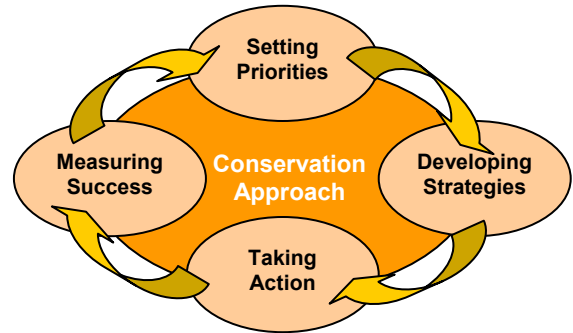 Setting
Priorities
Measuring
Success
Conservation
Approach
Developing
Strategies
Taking
Action